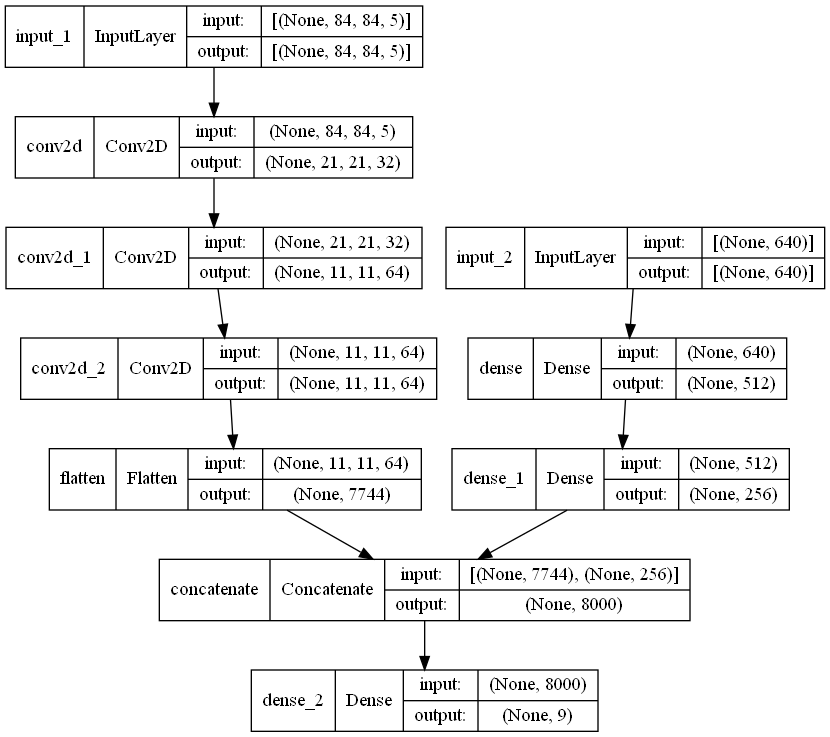 input_1 InputLayer input: [(None, 84, 84, 5)]
output: [(None, 84, 84, 5)]
conv2d Conv2D input: (None, 84, 84, 5)
output: (None, 21, 21, 32)
conv2d_1 Conv2D input: (None, 21, 21, 32)
output: (None, 11, 11, 64)
input_2 InputLayer input: [(None, 640)]
output: [(None, 640)]
conv2d_2 Conv2D input: (None, 11, 11, 64)
output: (None, 11, 11, 64)
dense Dense input: (None, 640)
output: (None, 512)
flatten Flatten input: (None, 11, 11, 64)
output: (None, 7744)
dense_1 Dense input: (None, 512)
output: (None, 256)
concatenate Concatenate input: [(None, 7744), (None, 256)]
output: (None, 8000)
dense_2 Dense input: (None, 8000)
output: (None, 9)